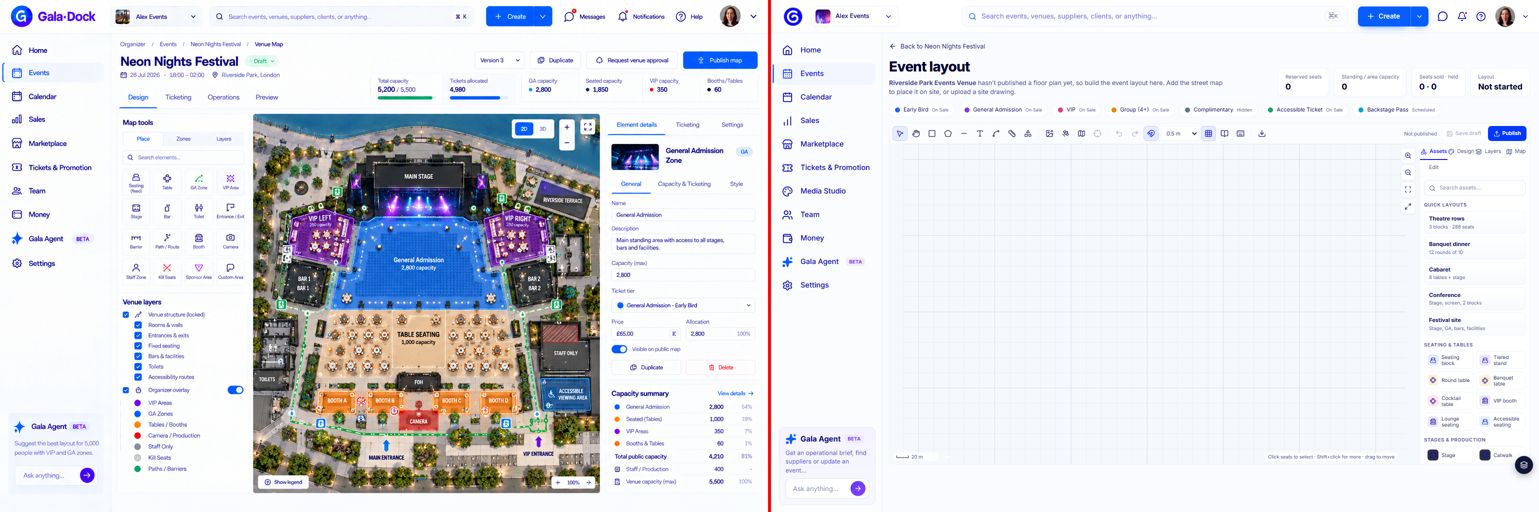 Gala-Dock
Alex Events
Search events, venues, suppliers, clients, or anything...
⌘ K
+ Create
Messages
Notifications
Help
Home
Events
Calendar
Sales
Marketplace
Tickets & Promotion
Team
Money
Gala Agent BETA
Settings
Gala Agent BETA
Suggest the best layout for 5,000
people with VIP and GA zones.
Ask anything...
Organizer / Events / Neon Nights Festival / Venue Map
Neon Nights Festival
Draft
26 Jul 2026 · 18:00 – 02:00
Riverside Park, London
Version 3
Duplicate
Request venue approval
Publish map
Total capacity
5,200 / 5,500
Tickets allocated
4,980
GA capacity
2,800
Seated capacity
1,850
VIP capacity
350
Booths/Tables
60
Design
Ticketing
Operations
Preview
Map tools
Place
Zones
Layers
Search elements...
Seating
(fixed)
Table
GA Zone
VIP Area
Stage
Bar
Toilet
Entrance / Exit
Barrier
Path / Route
Booth
Camera
Staff Zone
Kill Seats
Sponsor Area
Custom Area
Venue layers
Venue structure (locked)
Rooms & walls
Entrances & exits
Fixed seating
Bars & facilities
Toilets
Accessibility routes
Organizer overlay
VIP Areas
GA Zones
Tables / Booths
Camera / Production
Staff Only
Kill Seats
Paths / Barriers
2D
3D
MAIN STAGE
RIVERSIDE TERRACE
VIP LEFT
VIP RIGHT
General Admission
2,800 capacity
BAR 1
BAR 1
BAR 2
BAR 2
TABLE SEATING
1,000 capacity
STAFF ONLY
TOILETS
FOH
BOOTH A
BOOTH B
BOOTH C
BOOTH D
ACCESSIBLE
VIEWING AREA
CAMERA
MAIN ENTRANCE
VIP ENTRANCE
Show legend
100%
Element details
Ticketing
Settings
General Admission
Zone
GA
General
Capacity & Ticketing
Style
Name
General Admission
Description
Main standing area with access to all stages,
bars and facilities.
Capacity (max)
2,800
Ticket tier
General Admission - Early Bird
Price
Allocation
£65.00
2,800
100%
Visible on public map
Duplicate
Delete
Capacity summary
View details
General Admission 2,800 54%
Seated (Tables) 1,000 19%
VIP Areas 350 7%
Booths & Tables 60 1%
Total public capacity 4,210 81%
Staff / Production 400 -
Venue capacity (max) 5,500
Alex Events
Search events, venues, suppliers, clients, or anything...
⌘K
+ Create
Home
Events
Calendar
Sales
Marketplace
Tickets & Promotion
Media Studio
Team
Money
Gala Agent BETA
Settings
Gala Agent BETA
Get an operational brief, find
suppliers or update an
event...
Ask anything...
Back to Neon Nights Festival
Event layout
Riverside Park Events Venue hasn't published a floor plan yet, so build the event layout here. Add the street map
to place it on site, or upload a site drawing.
Reserved seats
0
Standing / area capacity
0
Seats sold · held
0 · 0
Layout
Not started
Early Bird On Sale
General Admission On Sale
VIP On Sale
Group (4+) On Sale
Complimentary Hidden
Accessible Ticket On Sale
Backstage Pass Scheduled
0.5 m
Not published
Save draft
Publish
Assets
Design
Layers
Map
Edit
Search assets...
QUICK LAYOUTS
Theatre rows
3 blocks · 288 seats
Banquet dinner
12 rounds of 10
Cabaret
8 tables + stage
Conference
Stage, screen, 2 blocks
Festival site
Stage, GA, bars, facilities
SEATING & TABLES
Seating
block
Tiered
stand
Round table
Banquet
table
Cocktail
table
VIP booth
Lounge
seating
Accessible
seating
STAGES & PRODUCTION
Stage
Catwalk
20 m
Click seats to select · Shift+click for more · drag to move